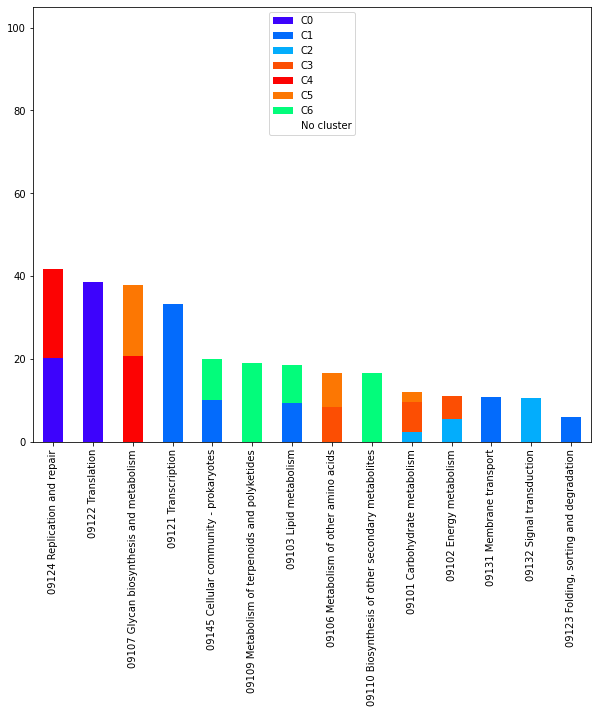 100
80
60
40
20
0
C0
C1
C2
C3
C4
C5
C6
No cluster
09124 Replication and repair
09122 Translation
09107 Glycan biosynthesis and metabolism
09121 Transcription
09145 Cellular community - prokaryotes
09109 Metabolism of terpenoids and polyketides
09103 Lipid metabolism
09106 Metabolism of other amino acids
09110 Biosynthesis of other secondary metabolites
09101 Carbohydrate metabolism
09102 Energy metabolism
09131 Membrane transport
09132 Signal transduction
09123 Folding, sorting and degradation